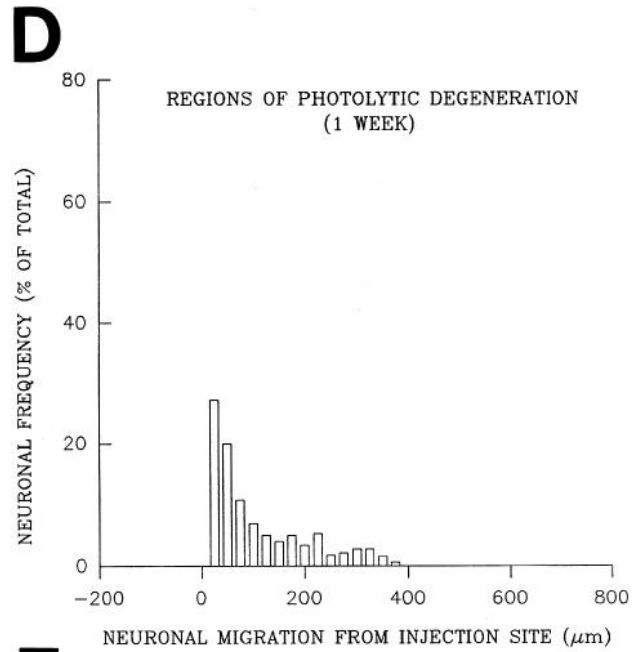 D
80
REGIONS OF PHOTOLYTIC DEGENERATION
(1 WEEK)
60
40
20
0
NEURONAL FREQUENCY (% OF TOTAL)
−200 0 200 400 600 800
NEURONAL MIGRATION FROM INJECTION SITE (μm)